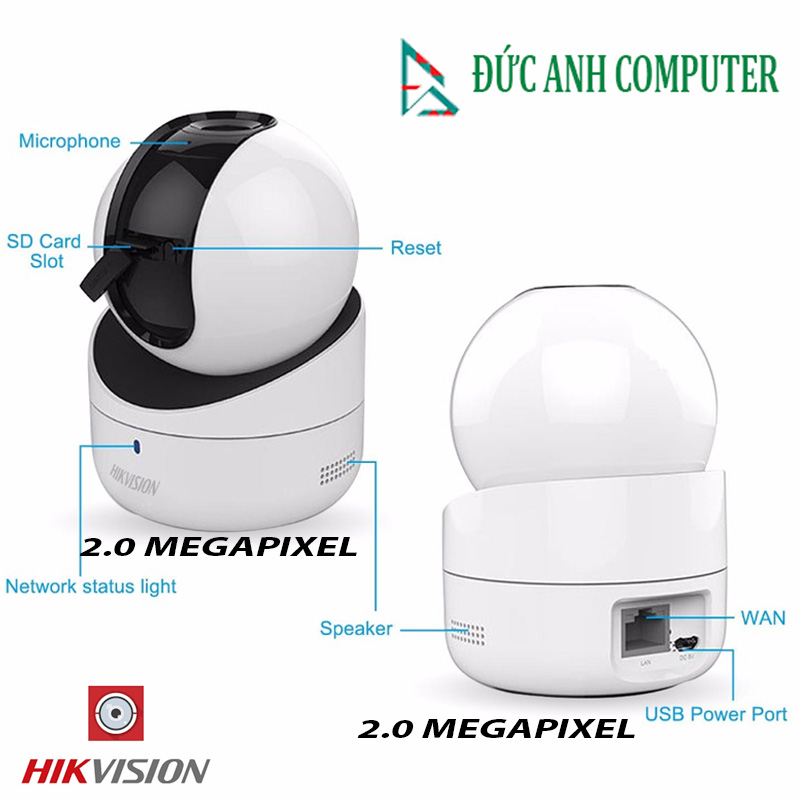 ĐỨC ANH COMPUTER
Microphone
SD Card
Slot
Reset
HIKVISION
2.0 MEGAPIXEL
Network status light
Speaker
WAN
LAN
DC 5V
USB Power Port
2.0 MEGAPIXEL
HIKVISION